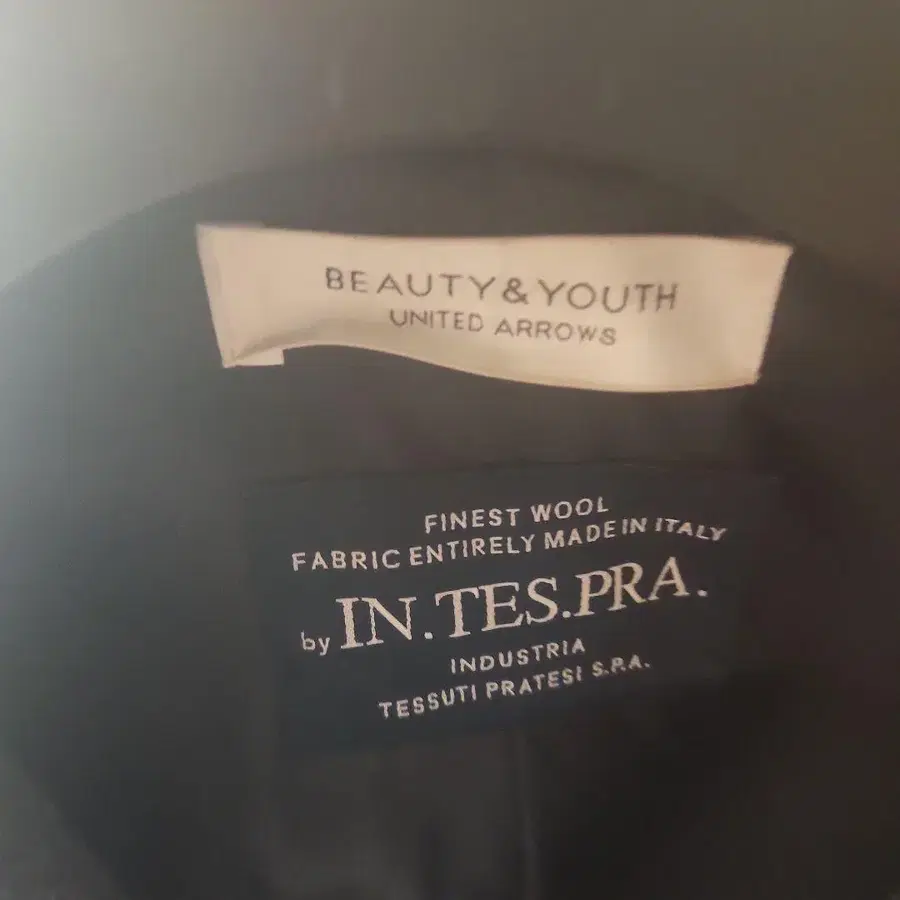 BEAUTY&YOUTH
UNITED ARROWS
FINEST WOOL
FABRIC ENTIRELY MADE IN ITALY
by IN.TES.PRA.
INDUSTRIA
TESSUTI PRATESI S.P.A.